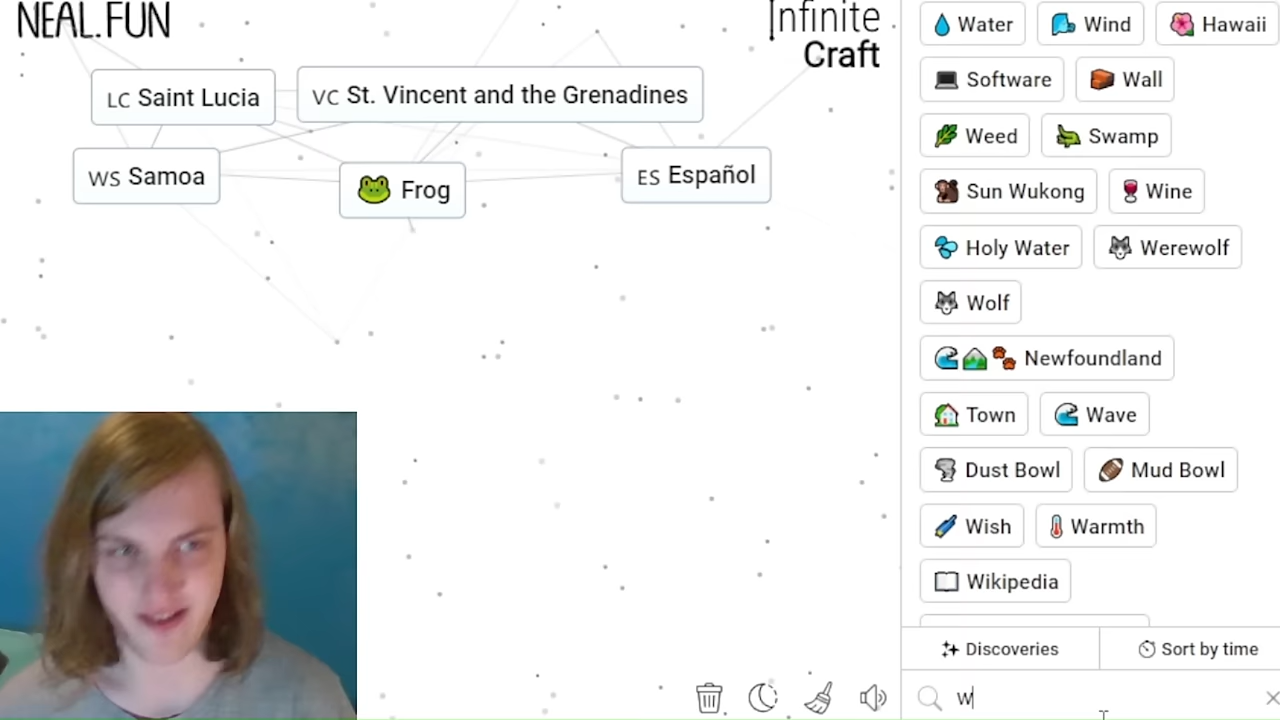 NEAL.FUN
Infinite
Craft
LC Saint Lucia
VC St. Vincent and the Grenadines
WS Samoa
Frog
ES Español
Water
Wind
Hawaii
Software
Wall
Weed
Swamp
Sun Wukong
Wine
Holy Water
Werewolf
Wolf
Newfoundland
Town
Wave
Dust Bowl
Mud Bowl
Wish
Warmth
Wikipedia
Discoveries
Sort by time
W